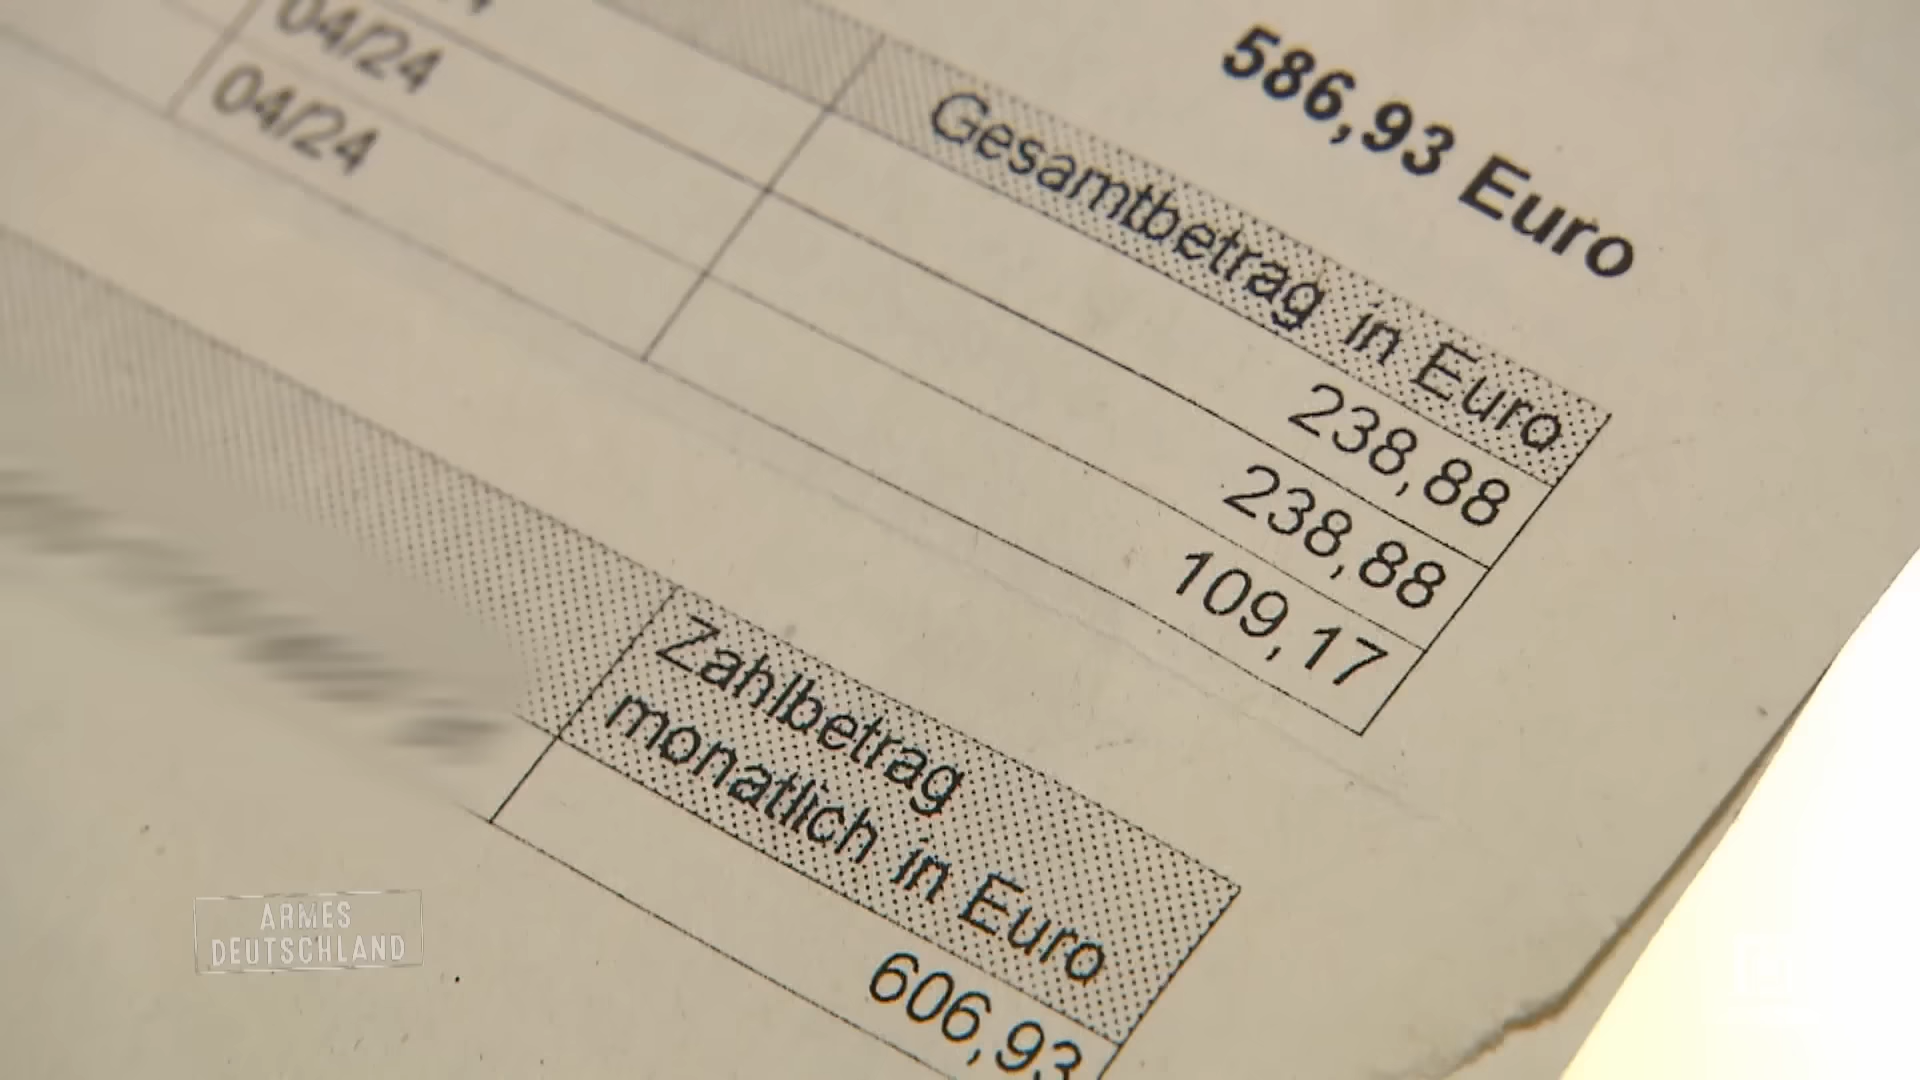 586,93 Euro
Gesamtbetrag in Euro
04/24 238,88
04/24 238,88
109,17
Zahlbetrag
monatlich in Euro
606,93
ARMES
DEUTSCHLAND